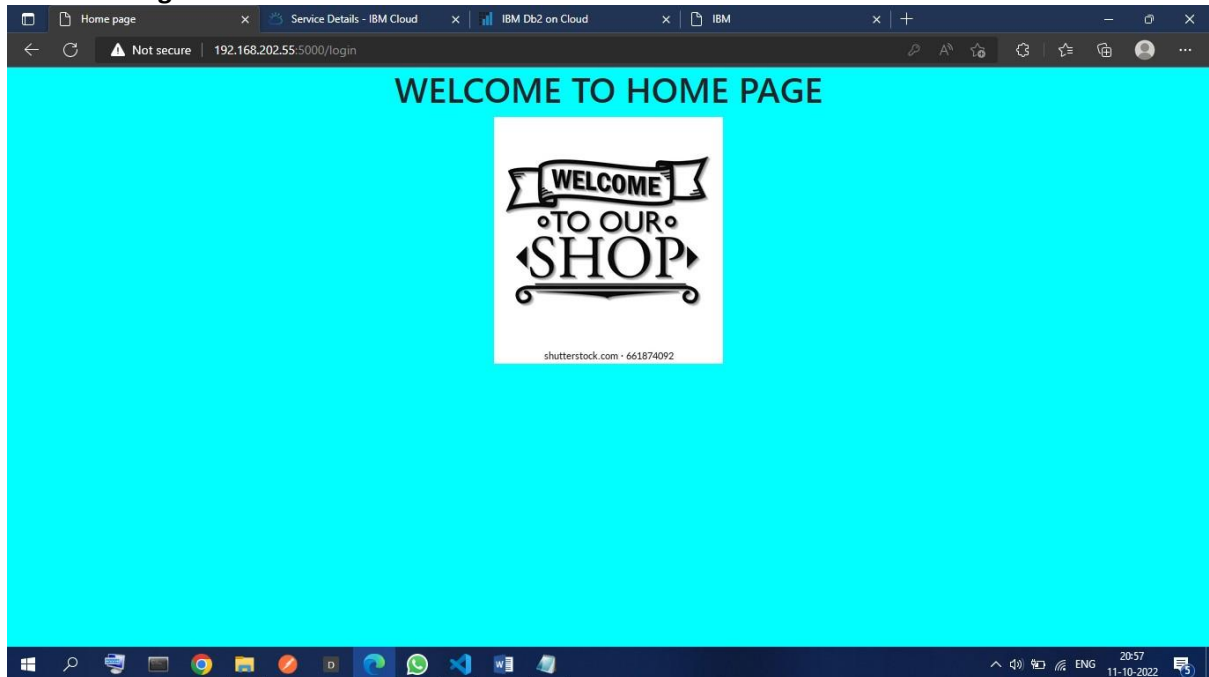 Home page
Service Details - IBM Cloud
IBM Db2 on Cloud
IBM
Not secure
192.168.202.55:5000/login
WELCOME TO HOME PAGE
WELCOME
TO OUR
SHOP
shutterstock.com · 661874092
ENG
20:57
11-10-2022
5